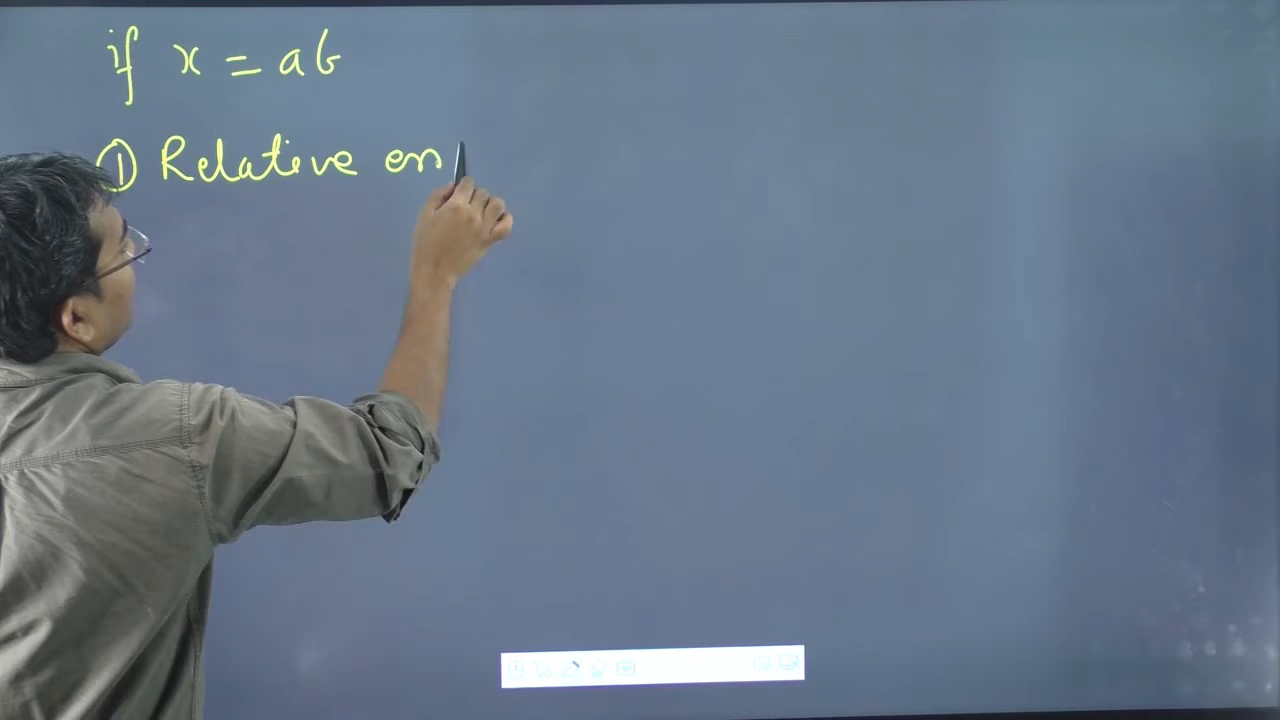 if x = ab
① Relative err